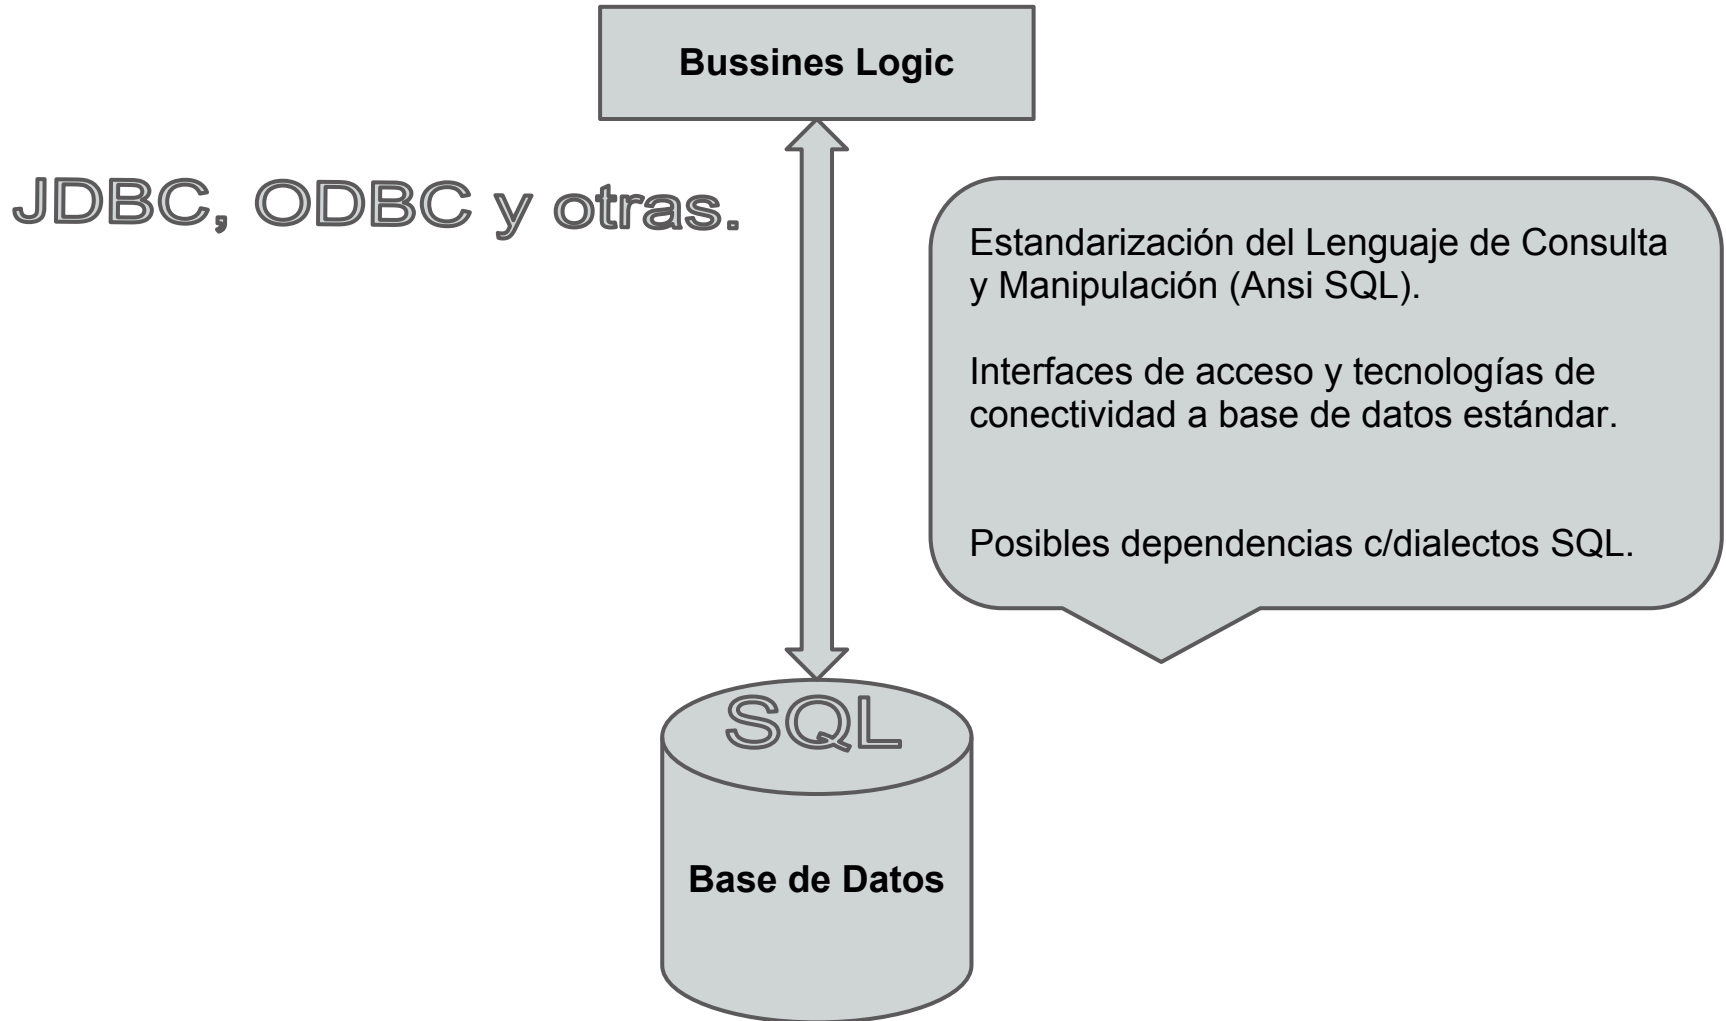 Bussines Logic
JDBC, ODBC y otras.
Estandarización del Lenguaje de Consulta
y Manipulación (Ansi SQL).
Interfaces de acceso y tecnologías de
conectividad a base de datos estándar.
Posibles dependencias c/dialectos SQL.
SQL
Base de Datos